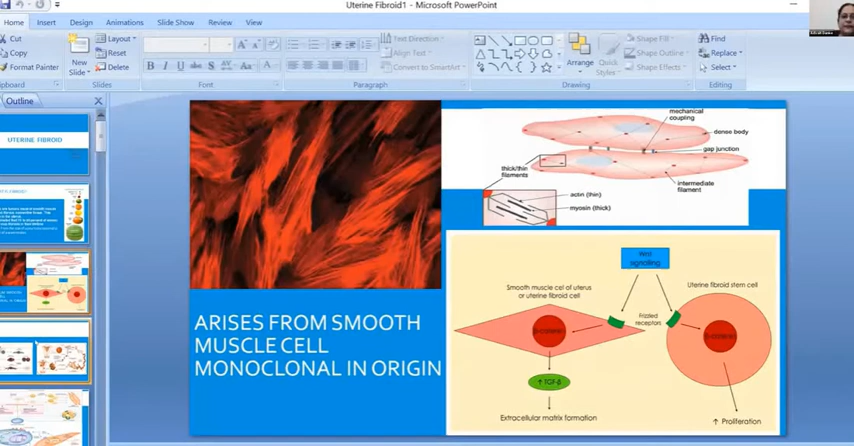 Uterine Fibroid1 - Microsoft PowerPoint
Home Insert Design Animations Slide Show Review View
Cut
Copy
Format Painter
New
Slide
Layout
Reset
Delete
Text Direction
Align Text
Convert to SmartArt
Arrange
Quick
Styles
Shape Fill
Shape Outline
Shape Effects
Find
Replace
Select
Clipboard
Slides
Font
Paragraph
Drawing
Editing
Outline
UTERINE FIBROID
mechanical
coupling
dense body
gap junction
thick/thin
filaments
intermediate
filament
actin (thin)
myosin (thick)
ARISES FROM SMOOTH
MUSCLE CELL
MONOCLONAL IN ORIGIN
Wnt
signalling
Smooth muscle cell of uterus
or uterine fibroid cell
Uterine fibroid stem cell
Frizzled
receptors
β-catenin
β-catenin
↑ TGF-β
Extracellular matrix formation
↑ Proliferation